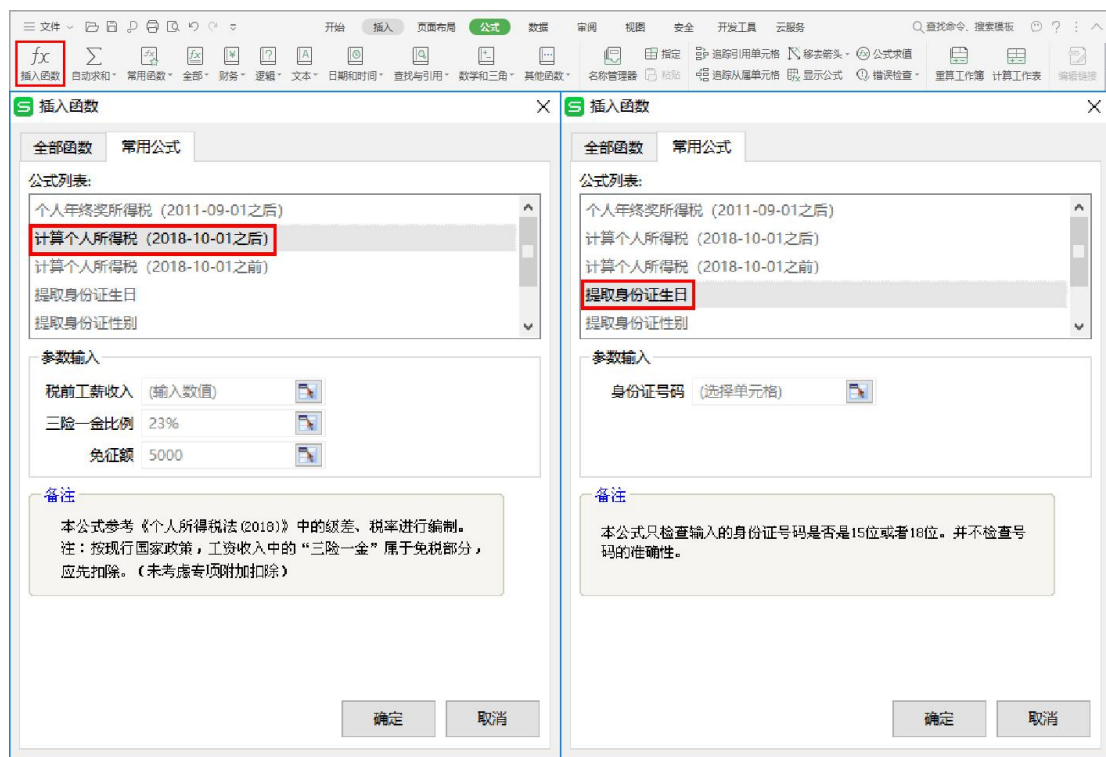 三 文件 开始 插入 页面布局 公式 数据 审阅 视图 安全 开发工具 云服务 查找命令、搜索模板 ?
fx Σ 指定 追踪引用单元格 移去箭头 公式求值
插入函数 自动求和 常用函数 全部 财务 逻辑 文本 日期和时间 查找与引用 数学和三角 其他函数 名称管理器 粘贴 追踪从属单元格 显示公式 错误检查 重算工作簿 计算工作表 编辑链接
插入函数
全部函数 常用公式
公式列表:
个人年终奖所得税 (2011-09-01之后)
计算个人所得税 (2018-10-01之后)
计算个人所得税 (2018-10-01之前)
提取身份证生日
提取身份证性别
参数输入
税前工薪收入 (输入数值)
三险一金比例 23%
免征额 5000
备注
本公式参考《个人所得税法(2018)》中的级差、税率进行编制。
注：按现行国家政策，工资收入中的“三险一金”属于免税部分，
应先扣除。(未考虑专项附加扣除)
确定 取消
插入函数
全部函数 常用公式
公式列表:
个人年终奖所得税 (2011-09-01之后)
计算个人所得税 (2018-10-01之后)
计算个人所得税 (2018-10-01之前)
提取身份证生日
提取身份证性别
参数输入
身份证号码 (选择单元格)
备注
本公式只检查输入的身份证号码是否是15位或者18位。并不检查号
码的准确性。
确定 取消